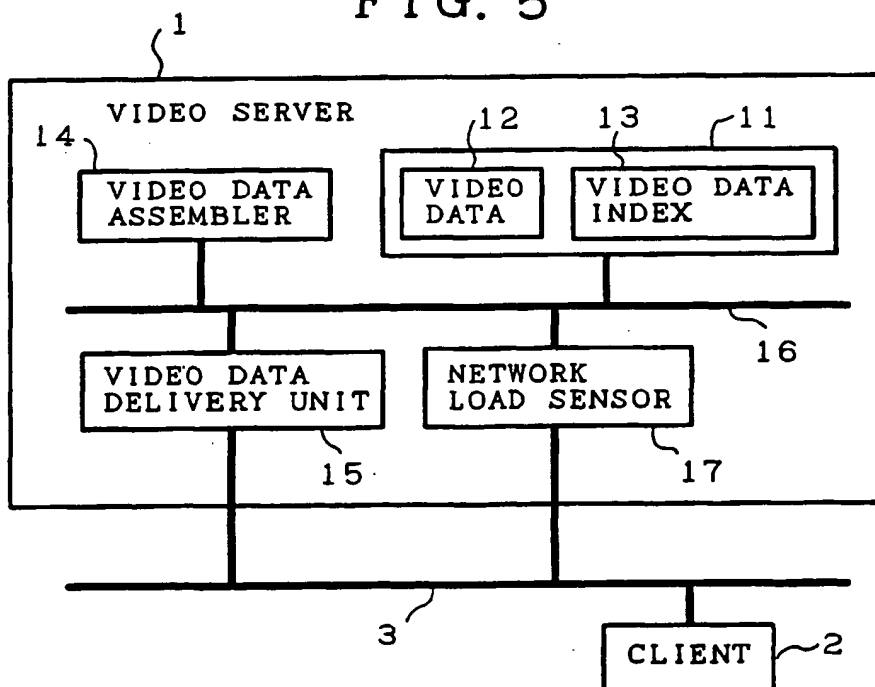 FIG. 5
1
VIDEO SERVER
14
12
13
11
VIDEO DATA
ASSEMBLER
VIDEO
DATA
VIDEO DATA
INDEX
16
VIDEO DATA
DELIVERY UNIT
NETWORK
LOAD SENSOR
15
17
3
CLIENT
2